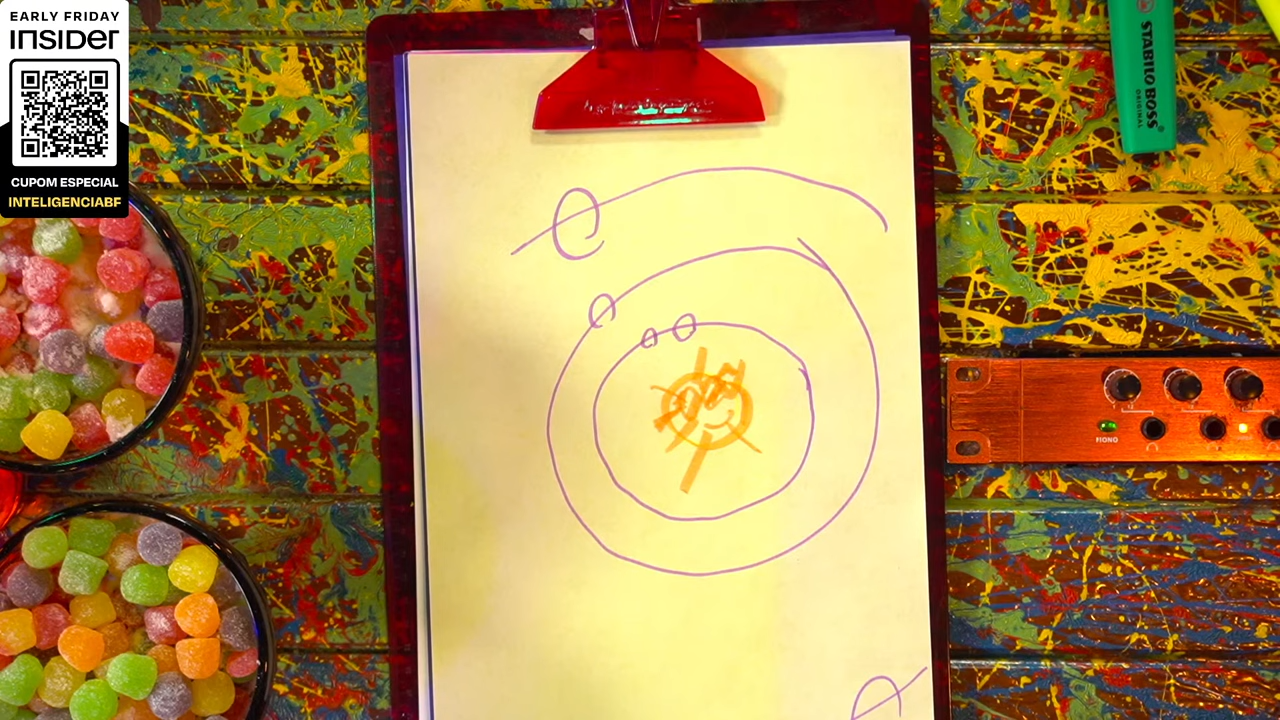 EARLY FRIDAY
INSIDER
CUPOM ESPECIAL
INTELIGENCIABF
STABILO BOSS
ORIGINAL